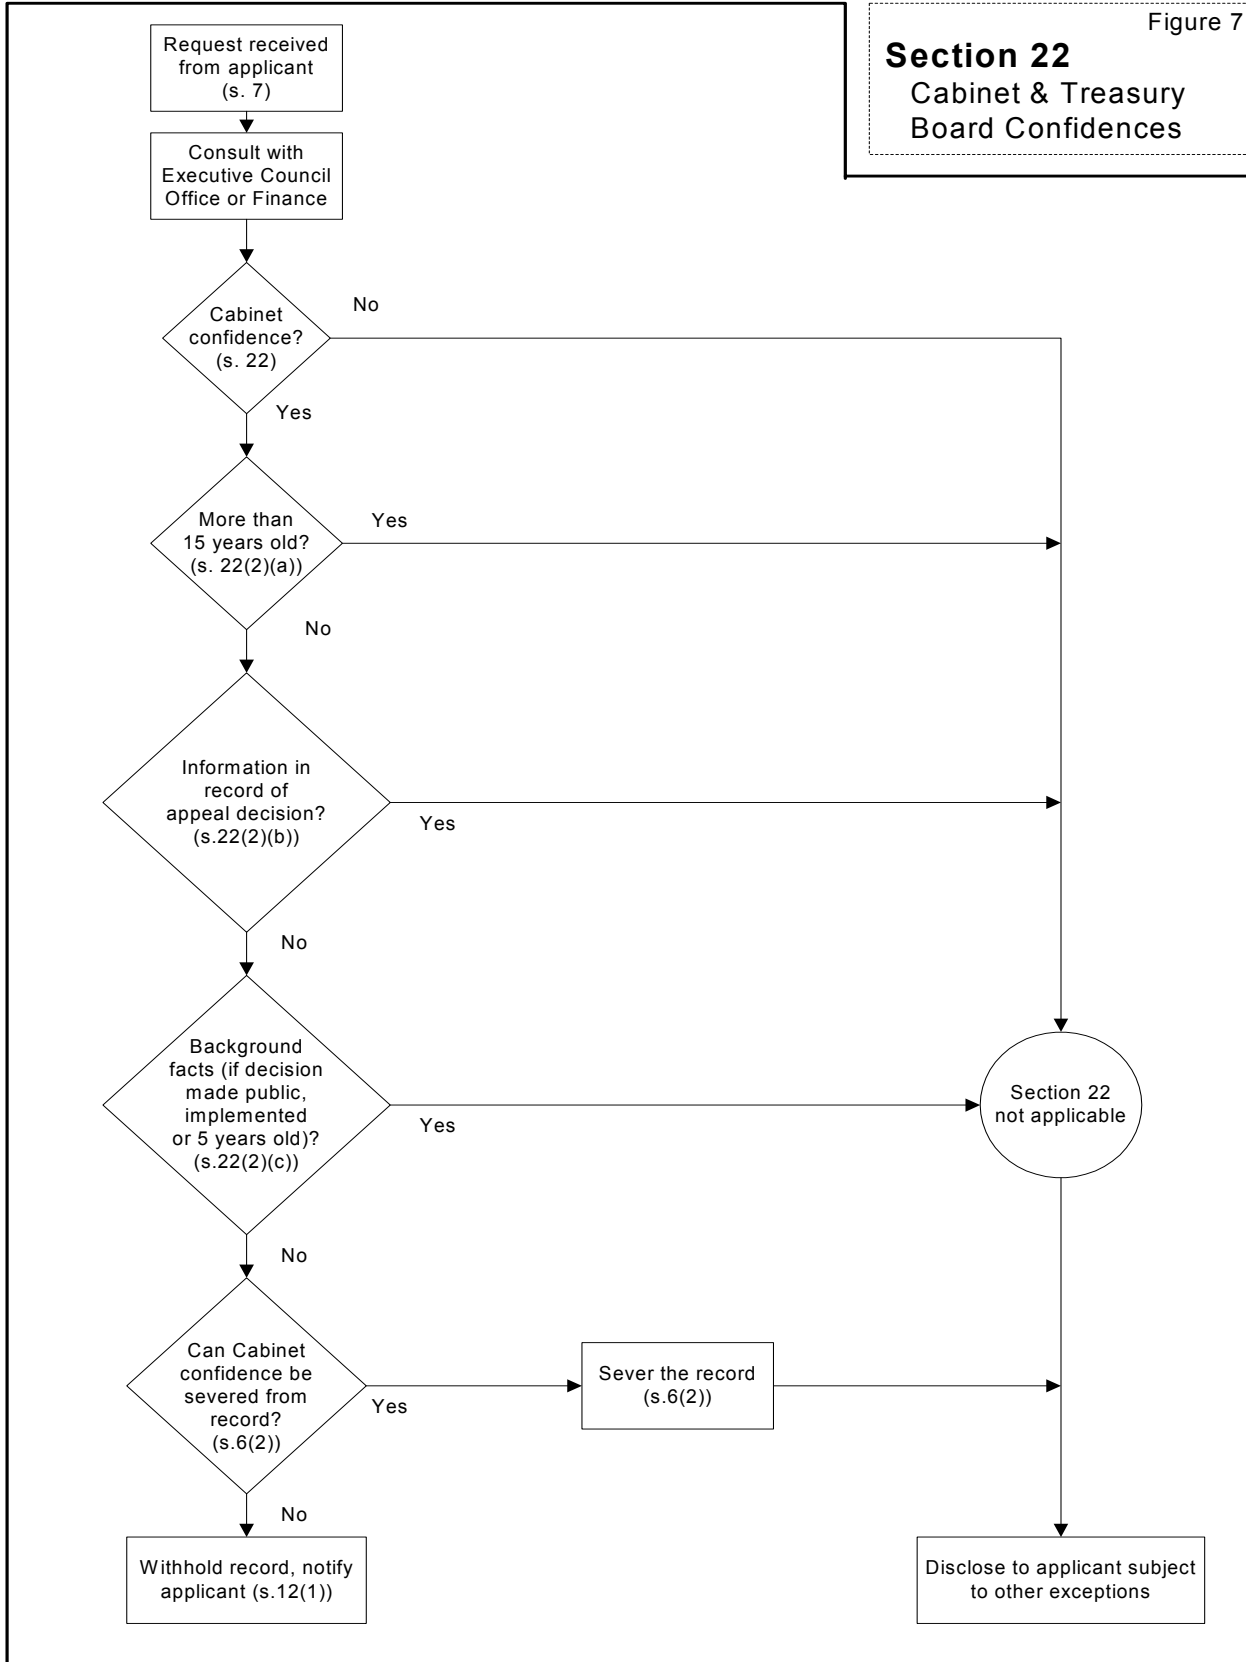 Figure 7
Section 22
Cabinet & Treasury
Board Confidences
Request received
from applicant
(s. 7)
Consult with
Executive Council
Office or Finance
Cabinet
confidence?
(s. 22)
No
Yes
More than
15 years old?
(s. 22(2)(a))
Yes
No
Information in
record of
appeal decision?
(s.22(2)(b))
Yes
No
Background
facts (if decision
made public,
implemented
or 5 years old)?
(s.22(2)(c))
Yes
Section 22
not applicable
No
Can Cabinet
confidence be
severed from
record?
(s.6(2))
Yes
Sever the record
(s.6(2))
No
Withhold record, notify
applicant (s.12(1))
Disclose to applicant subject
to other exceptions